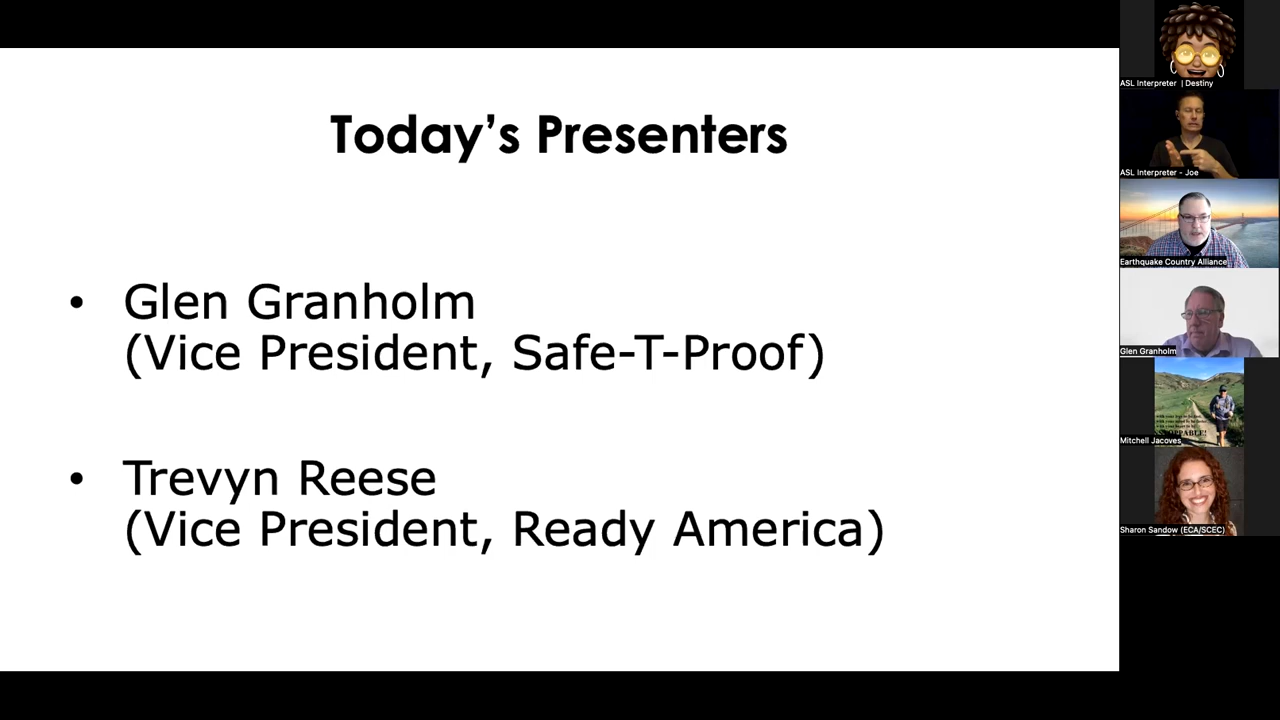 Today's Presenters
• Glen Granholm
(Vice President, Safe-T-Proof)
• Trevyn Reese
(Vice President, Ready America)
ASL Interpreter | Destiny
ASL Interpreter - Joe
Earthquake Country Alliance
Glen Granholm
Mitchell Jacoves
Sharon Sandow (ECA/SCEC)